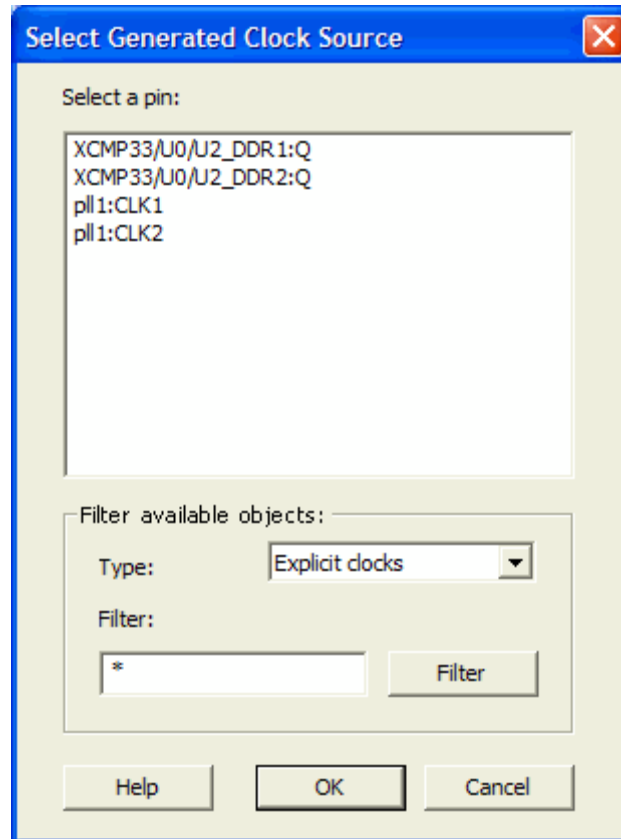 Select Generated Clock Source
Select a pin:
XCMP33/U0/U2_DDR1:Q
XCMP33/U0/U2_DDR2:Q
pll1:CLK1
pll1:CLK2
Filter available objects:
Type: Explicit clocks
Filter:
* Filter
Help OK Cancel